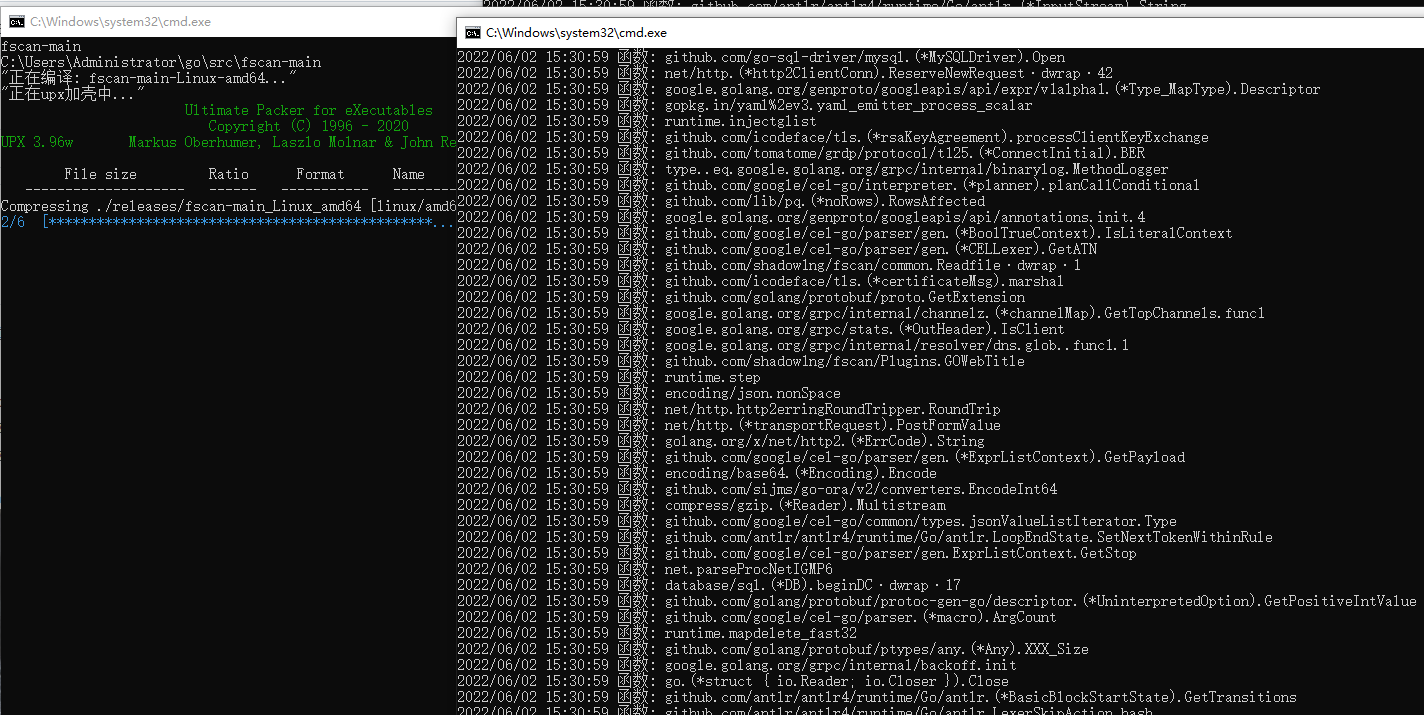 2022/06/02 15:30:59 函数: github.com/antlr/antlr4/runtime/Go/antlr.(*InputStream).String
C:\Windows\system32\cmd.exe
fscan-main
C:\Users\Administrator\go\src\fscan-main
"正在编译: fscan-main-Linux-amd64..."
"正在upx加壳中..."
Ultimate Packer for eXecutables
Copyright (C) 1996 - 2020
UPX 3.96w Markus Oberhumer, Laszlo Molnar & John Re
File size Ratio Format Name
-------------------- ------ ----------- --------
Compressing ./releases/fscan-main_Linux_amd64 [linux/amd6
2/6 [************************************************...
C:\Windows\system32\cmd.exe
2022/06/02 15:30:59 函数: github.com/go-sql-driver/mysql.(*MySQLDriver).Open
2022/06/02 15:30:59 函数: net/http.(*http2ClientConn).ReserveNewRequest·dwrap·42
2022/06/02 15:30:59 函数: google.golang.org/genproto/googleapis/api/expr/v1alpha1.(*Type_MapType).Descriptor
2022/06/02 15:30:59 函数: gopkg.in/yaml%2ev3.yaml_emitter_process_scalar
2022/06/02 15:30:59 函数: runtime.injectglist
2022/06/02 15:30:59 函数: github.com/icodeface/tls.(*rsaKeyAgreement).processClientKeyExchange
2022/06/02 15:30:59 函数: github.com/tomatome/grdp/protocol/t125.(*ConnectInitial).BER
2022/06/02 15:30:59 函数: type..eq.google.golang.org/grpc/internal/binarylog.MethodLogger
2022/06/02 15:30:59 函数: github.com/google/cel-go/interpreter.(*planner).planCallConditional
2022/06/02 15:30:59 函数: github.com/lib/pq.(*noRows).RowsAffected
2022/06/02 15:30:59 函数: google.golang.org/genproto/googleapis/api/annotations.init.4
2022/06/02 15:30:59 函数: github.com/google/cel-go/parser/gen.(*BoolTrueContext).IsLiteralContext
2022/06/02 15:30:59 函数: github.com/google/cel-go/parser/gen.(*CELLexer).GetATN
2022/06/02 15:30:59 函数: github.com/shadow1ng/fscan/common.Readfile·dwrap·1
2022/06/02 15:30:59 函数: github.com/icodeface/tls.(*certificateMsg).marshal
2022/06/02 15:30:59 函数: github.com/golang/protobuf/proto.GetExtension
2022/06/02 15:30:59 函数: google.golang.org/grpc/internal/channelz.(*channelMap).GetTopChannels.func1
2022/06/02 15:30:59 函数: google.golang.org/grpc/stats.(*OutHeader).IsClient
2022/06/02 15:30:59 函数: google.golang.org/grpc/internal/resolver/dns.glob..func1.1
2022/06/02 15:30:59 函数: github.com/shadow1ng/fscan/Plugins.GOWebTitle
2022/06/02 15:30:59 函数: runtime.step
2022/06/02 15:30:59 函数: encoding/json.nonSpace
2022/06/02 15:30:59 函数: net/http.http2erringRoundTripper.RoundTrip
2022/06/02 15:30:59 函数: net/http.(*transportRequest).PostFormValue
2022/06/02 15:30:59 函数: golang.org/x/net/http2.(*ErrCode).String
2022/06/02 15:30:59 函数: github.com/google/cel-go/parser/gen.(*ExprListContext).GetPayload
2022/06/02 15:30:59 函数: encoding/base64.(*Encoding).Encode
2022/06/02 15:30:59 函数: github.com/sijms/go-ora/v2/converters.EncodeInt64
2022/06/02 15:30:59 函数: compress/gzip.(*Reader).Multistream
2022/06/02 15:30:59 函数: github.com/google/cel-go/common/types.jsonValueListIterator.Type
2022/06/02 15:30:59 函数: github.com/antlr/antlr4/runtime/Go/antlr.LoopEndState.SetNextTokenWithinRule
2022/06/02 15:30:59 函数: github.com/google/cel-go/parser/gen.ExprListContext.GetStop
2022/06/02 15:30:59 函数: net.parseProcNetIGMP6
2022/06/02 15:30:59 函数: database/sql.(*DB).beginDC·dwrap·17
2022/06/02 15:30:59 函数: github.com/golang/protobuf/protoc-gen-go/descriptor.(*UninterpretedOption).GetPositiveIntValue
2022/06/02 15:30:59 函数: github.com/google/cel-go/parser.(*macro).ArgCount
2022/06/02 15:30:59 函数: runtime.mapdelete_fast32
2022/06/02 15:30:59 函数: github.com/golang/protobuf/ptypes/any.(*Any).XXX_Size
2022/06/02 15:30:59 函数: google.golang.org/grpc/internal/backoff.init
2022/06/02 15:30:59 函数: go.(*struct { io.Reader; io.Closer }).Close
2022/06/02 15:30:59 函数: github.com/antlr/antlr4/runtime/Go/antlr.(*BasicBlockStartState).GetTransitions
2022/06/02 15:30:59 函数: github.com/antlr/antlr4/runtime/Go/antlr.LexerSkipAction.hash